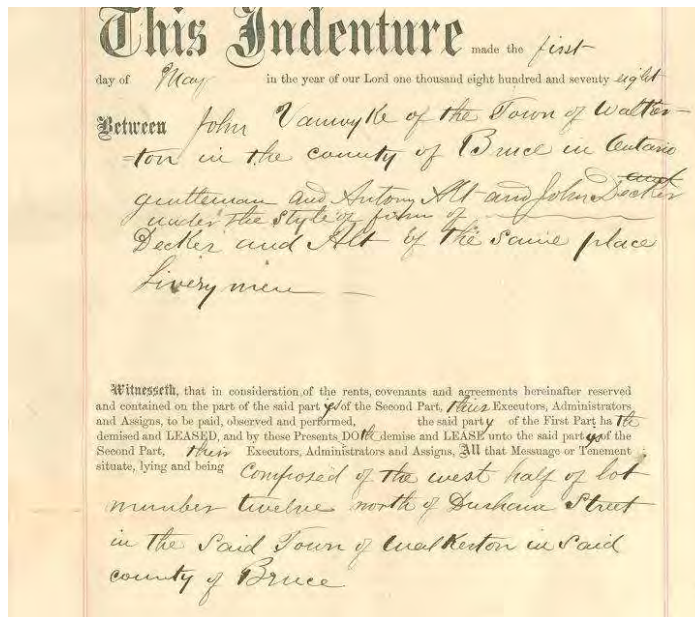 This Indenture made the first
day of May in the year of our Lord one thousand eight hundred and seventy eight
Between John Vanwyke of the Town of Walker-
=ton in the county of Bruce in Ontario
gentleman and Antony Alt and John Decker
under the style or firm of
Decker and Alt of the same place
Livery men —
Witnesseth, that in consideration of the rents, covenants and agreements hereinafter reserved
and contained on the part of the said part ys of the Second Part, their Executors, Administrators
and Assigns, to be paid, observed and performed, the said party of the First Part ha th
demised and LEASED, and by these Presents DOth demise and LEASE unto the said part ys of the
Second Part, their Executors, Administrators and Assigns, All that Message or Tenement
situate, lying and being Composed of the west half of lot
number twelve north of Durham Street
in the said Town of Walkerton in said
county of Bruce